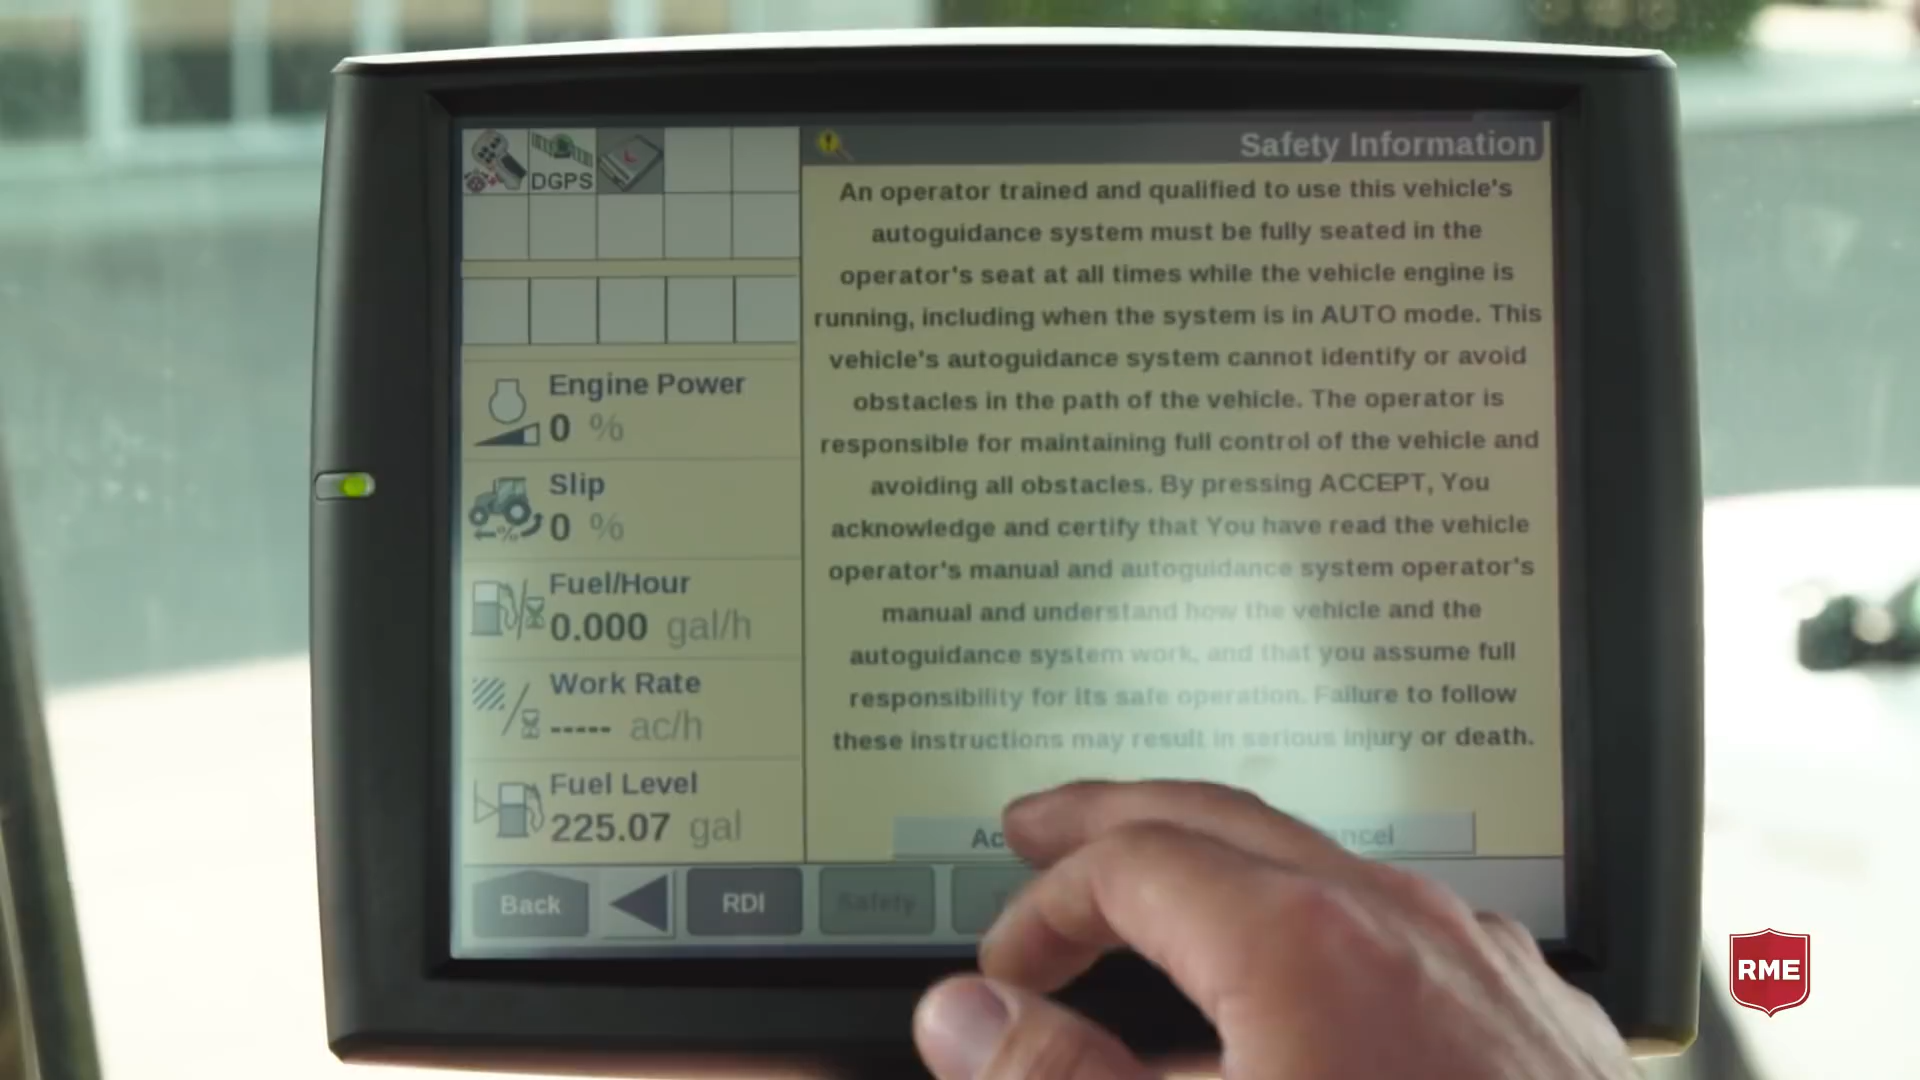 DGPS
Safety Information
An operator trained and qualified to use this vehicle's
autoguidance system must be fully seated in the
operator's seat at all times while the vehicle engine is
running, including when the system is in AUTO mode. This
vehicle's autoguidance system cannot identify or avoid
obstacles in the path of the vehicle. The operator is
responsible for maintaining full control of the vehicle and
avoiding all obstacles. By pressing ACCEPT, You
acknowledge and certify that You have read the vehicle
operator's manual and autoguidance system operator's
manual and understand how the vehicle and the
autoguidance system work, and that you assume full
responsibility for its safe operation. Failure to follow
these instructions may result in serious injury or death.
Engine Power
0 %
Slip
0 %
Fuel/Hour
0.000 gal/h
Work Rate
----- ac/h
Fuel Level
225.07 gal
Back
RDI
Safety
RME